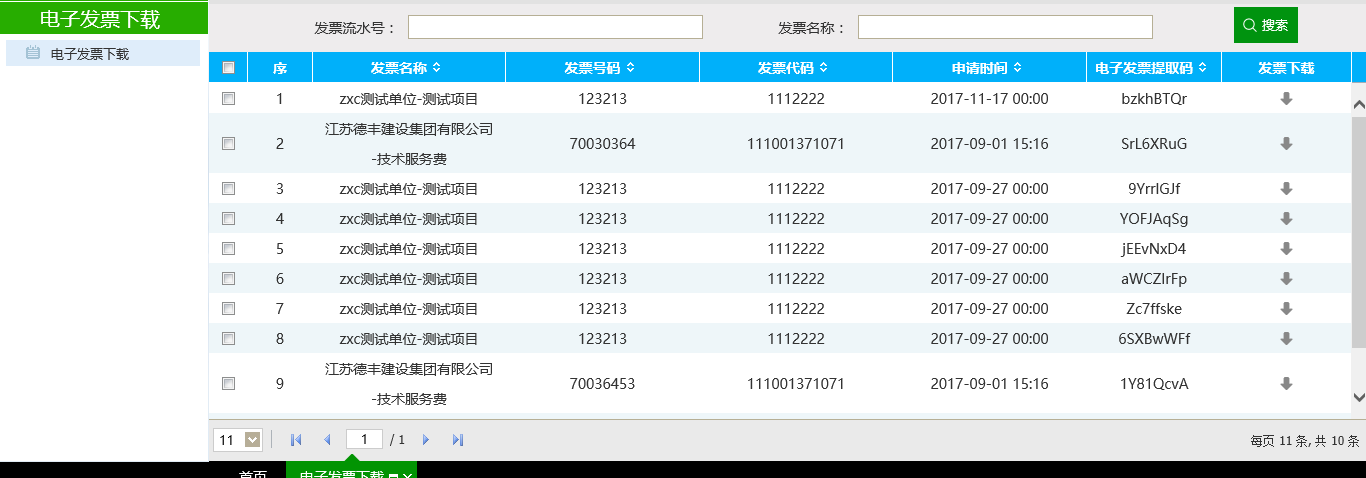 电子发票下载
电子发票下载
发票流水号：
发票名称：
搜索
序 发票名称 发票号码 发票代码 申请时间 电子发票提取码 发票下载
1 zxc测试单位-测试项目 123213 1112222 2017-11-17 00:00 bzkhBTQr
2 江苏德丰建设集团有限公司
-技术服务费 70030364 111001371071 2017-09-01 15:16 SrL6XRuG
3 zxc测试单位-测试项目 123213 1112222 2017-09-27 00:00 9YrrlGJf
4 zxc测试单位-测试项目 123213 1112222 2017-09-27 00:00 YOFJAqSg
5 zxc测试单位-测试项目 123213 1112222 2017-09-27 00:00 jEEvNxD4
6 zxc测试单位-测试项目 123213 1112222 2017-09-27 00:00 aWCZIrFp
7 zxc测试单位-测试项目 123213 1112222 2017-09-27 00:00 Zc7ffske
8 zxc测试单位-测试项目 123213 1112222 2017-09-27 00:00 6SXBwWFf
9 江苏德丰建设集团有限公司
-技术服务费 70036453 111001371071 2017-09-01 15:16 1Y81QcvA
11 1 / 1 每页 11 条, 共 10 条
首页 电子发票下载